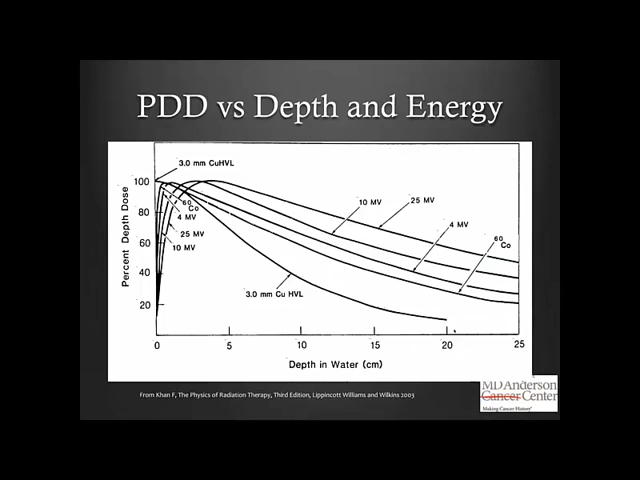 PDD vs Depth and Energy
3.0 mm CuHVL
100
80
60
40
20
Percent Depth Dose
60
Co
4 MV
25 MV
10 MV
10 MV
25 MV
4 MV
60
Co
3.0 mm Cu HVL
0
5
10
15
20
25
Depth in Water (cm)
From Khan F, The Physics of Radiation Therapy, Third Edition, Lippincott Williams and Wilkins 2003
MD Anderson
Cancer Center
Making Cancer History®